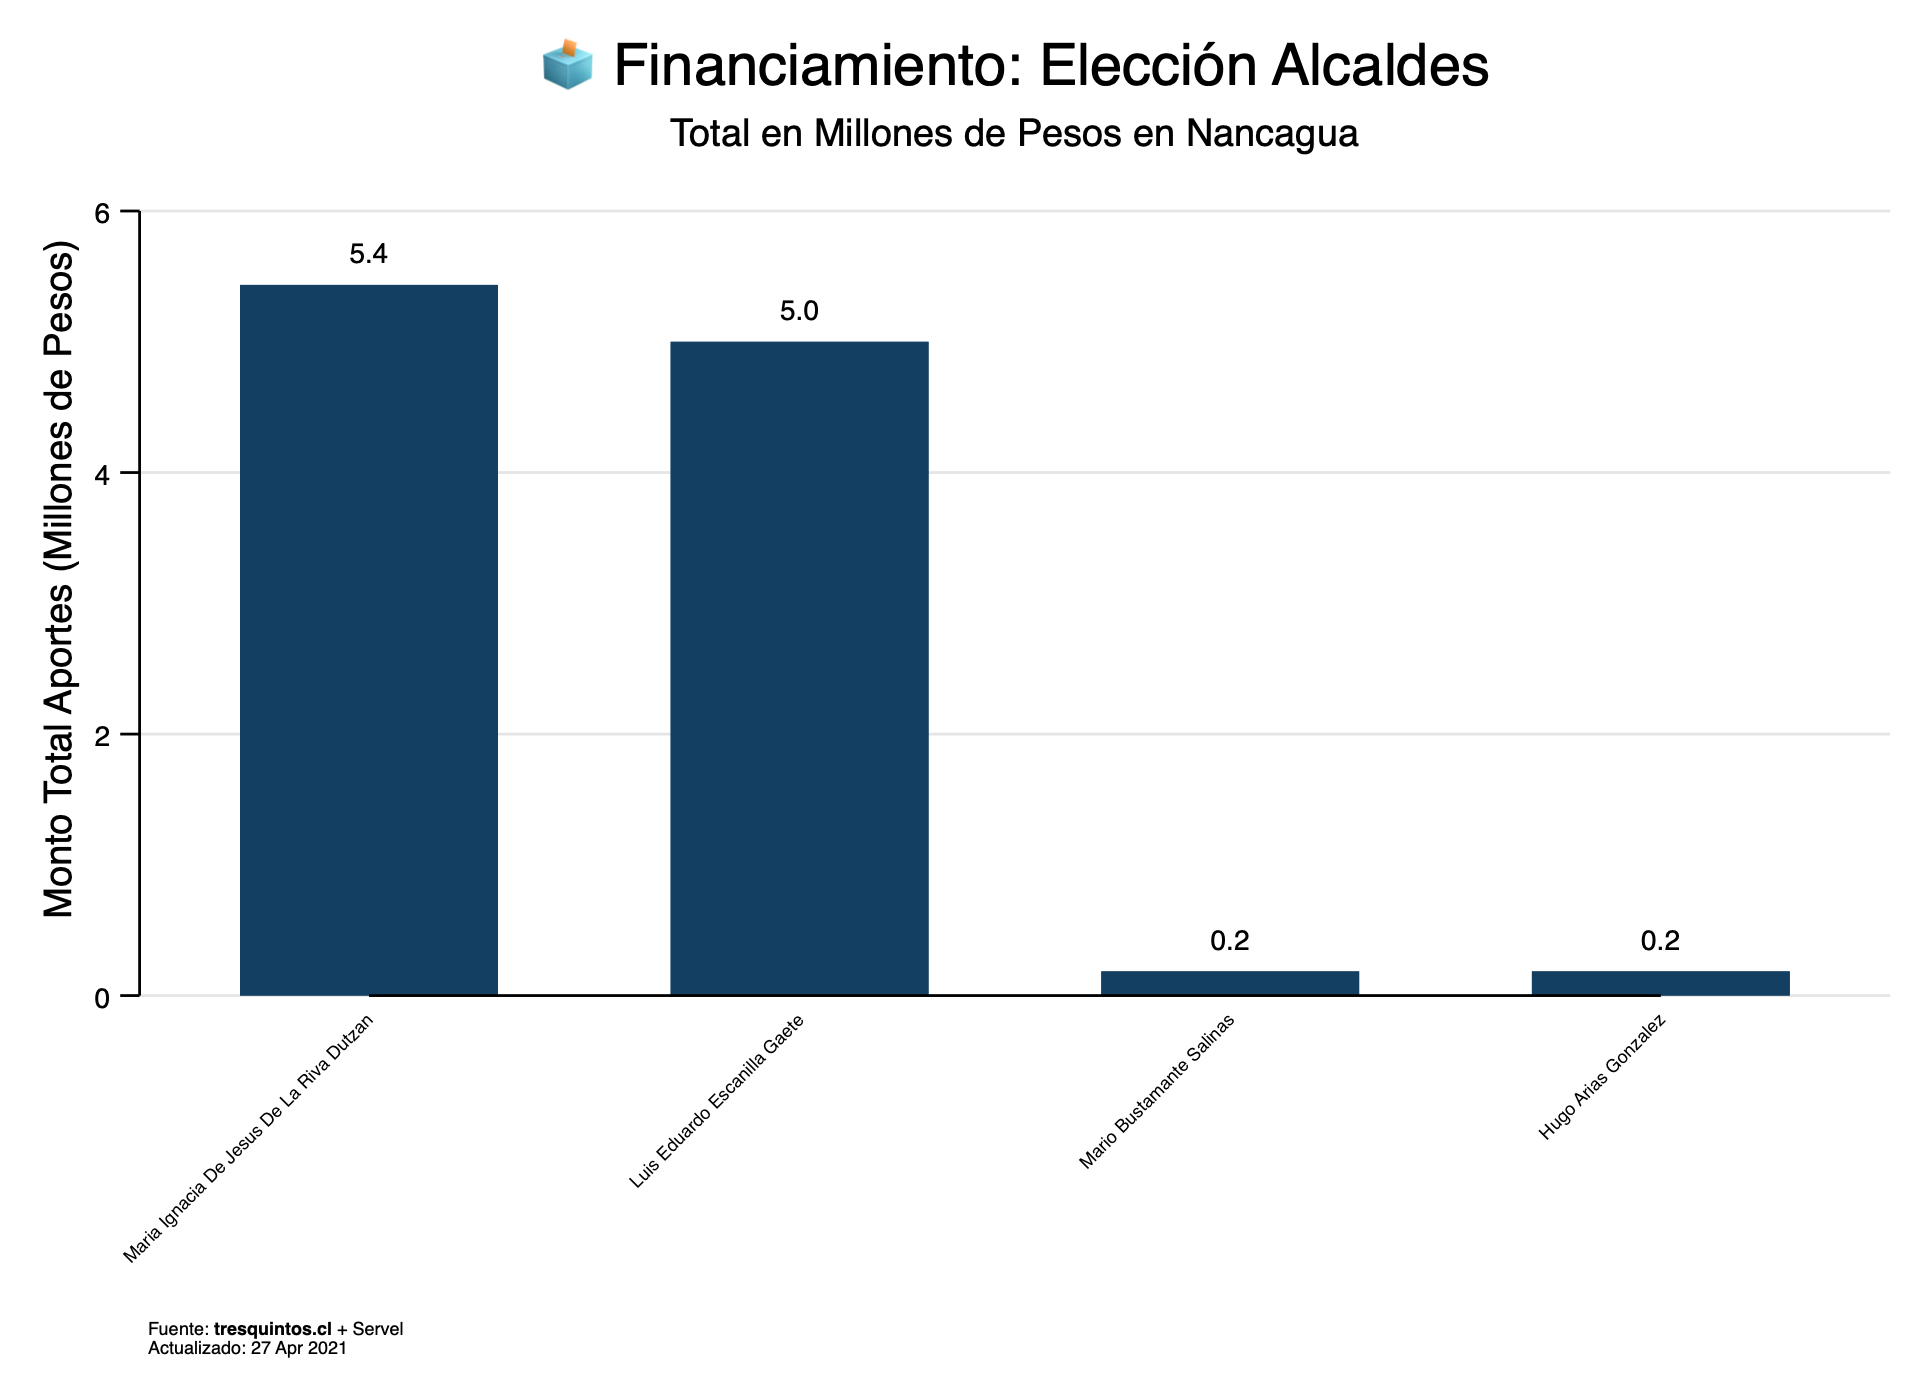 Financiamiento: Elección Alcaldes
Total en Millones de Pesos en Nancagua
Monto Total Aportes (Millones de Pesos)
6
4
2
0
5.4
5.0
0.2
0.2
Maria Ignacia De Jesus De La Riva Dutzan
Luis Eduardo Escanilla Gaete
Mario Bustamante Salinas
Hugo Arias Gonzalez
Fuente: tresquintos.cl + Servel
Actualizado: 27 Apr 2021